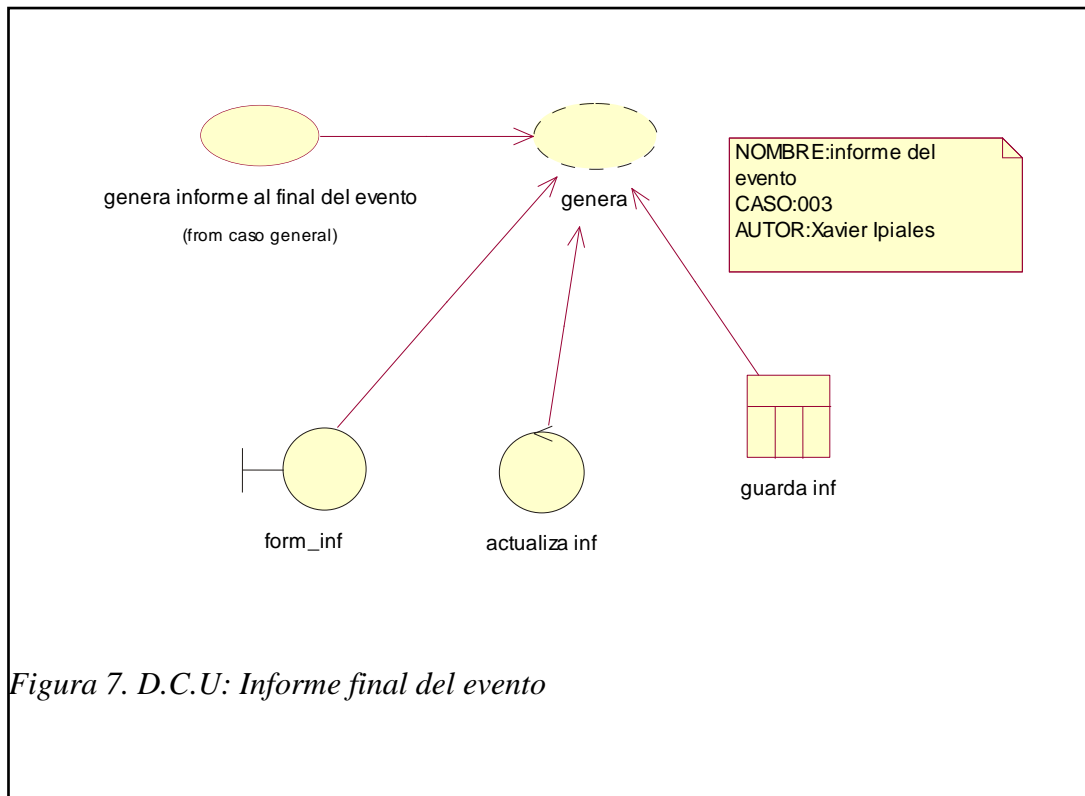 genera informe al final del evento
(from caso general)
genera
NOMBRE:informe del
evento
CASO:003
AUTOR:Xavier Ipiales
form_inf
actualiza inf
guarda inf
Figura 7. D.C.U: Informe final del evento